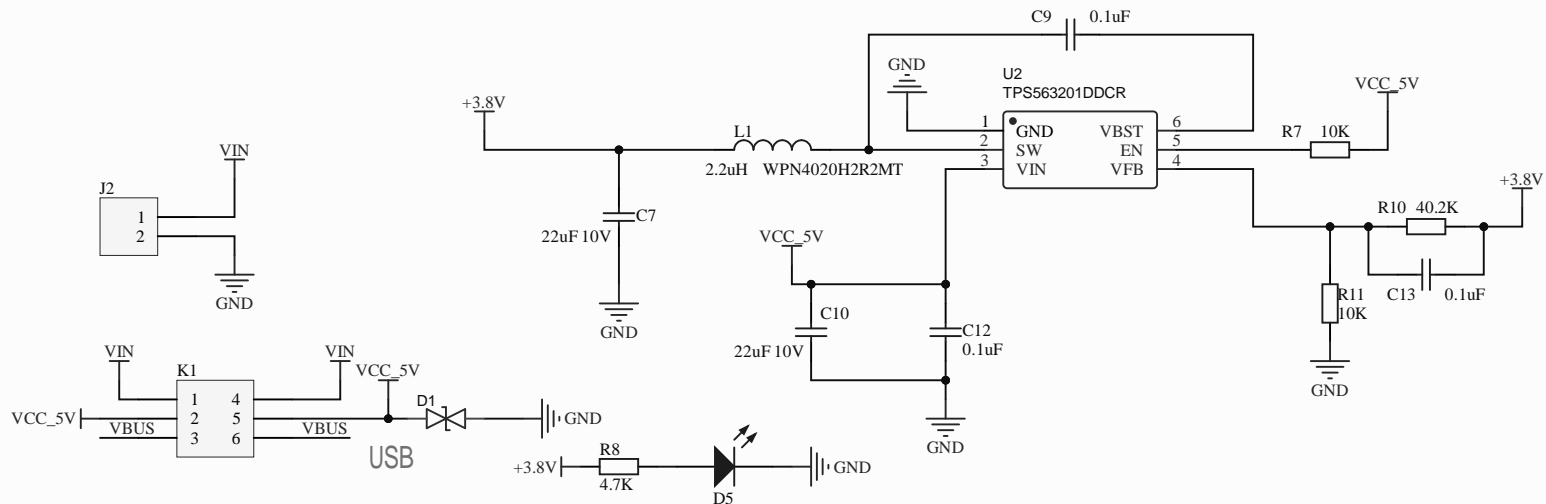 C9 0.1uF
GND
U2
TPS563201DDCR
VCC_5V
+3.8V
1 GND VBST 6
2 SW EN 5
3 VIN VFB 4
R7 10K
L1
2.2uH WPN4020H2R2MT
VIN
J2
1
2
GND
C7
22uF 10V
GND
+3.8V
R10 40.2K
C13 0.1uF
R11
10K
GND
VCC_5V
C10
22uF 10V
C12
0.1uF
GND
VIN
VIN
K1
VCC_5V
1 4
2 5
3 6
VCC_5V
VBUS
VBUS
D1
GND
USB
+3.8V
R8
4.7K
D5
GND